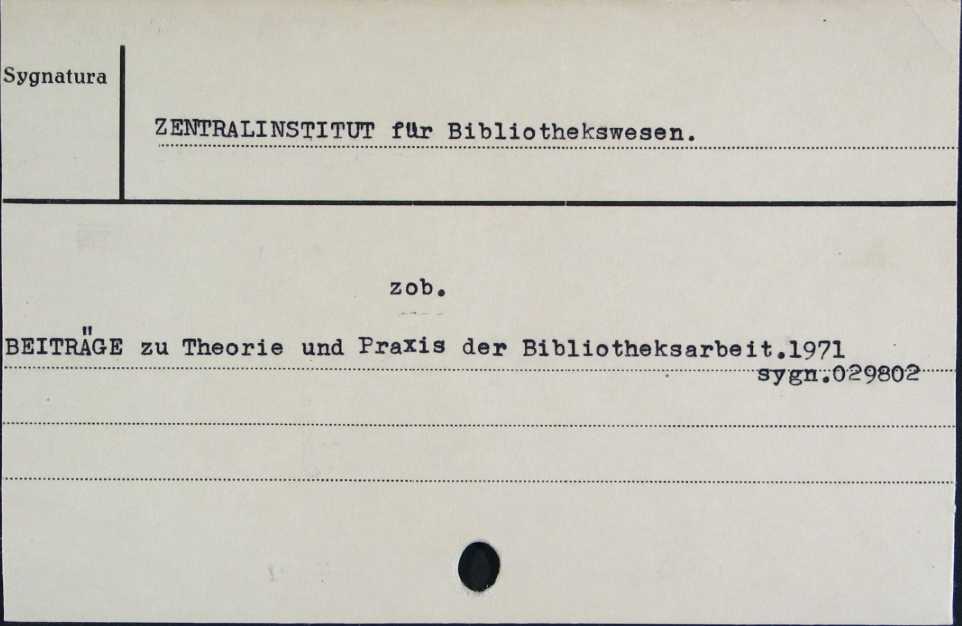 Sygnatura
ZENTRALINSTITUT für Bibliothekswesen.
zob.
BEITRÄGE zu Theorie und Praxis der Bibliotheksarbeit.1971
sygn.029802